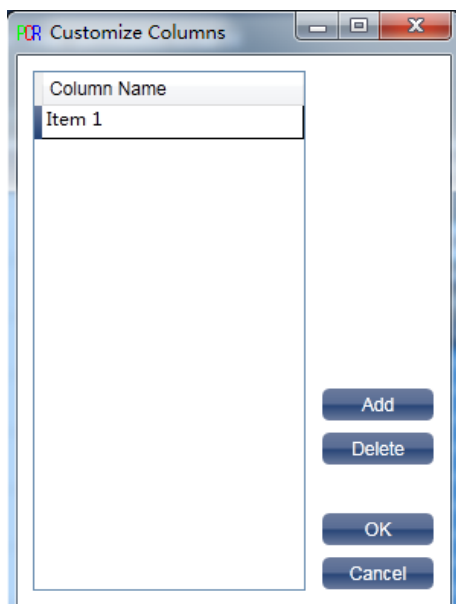 PCR Customize Columns
Column Name
Item 1
Add
Delete
OK
Cancel